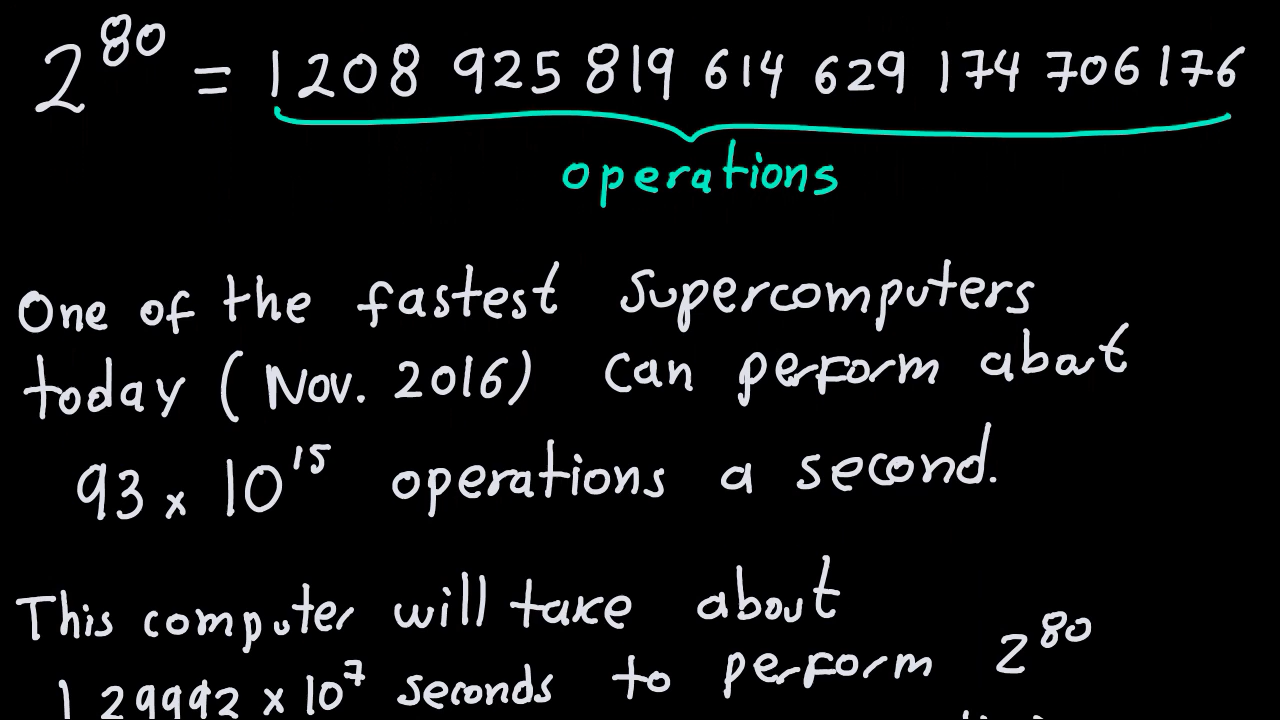 2^80 = 1208 925 819 614 629 174 706 176
operations
One of the fastest supercomputers
today (Nov. 2016) can perform about
93 x 10^15 operations a second.
This computer will take about
1.29992 x 10^7 seconds to perform 2^80